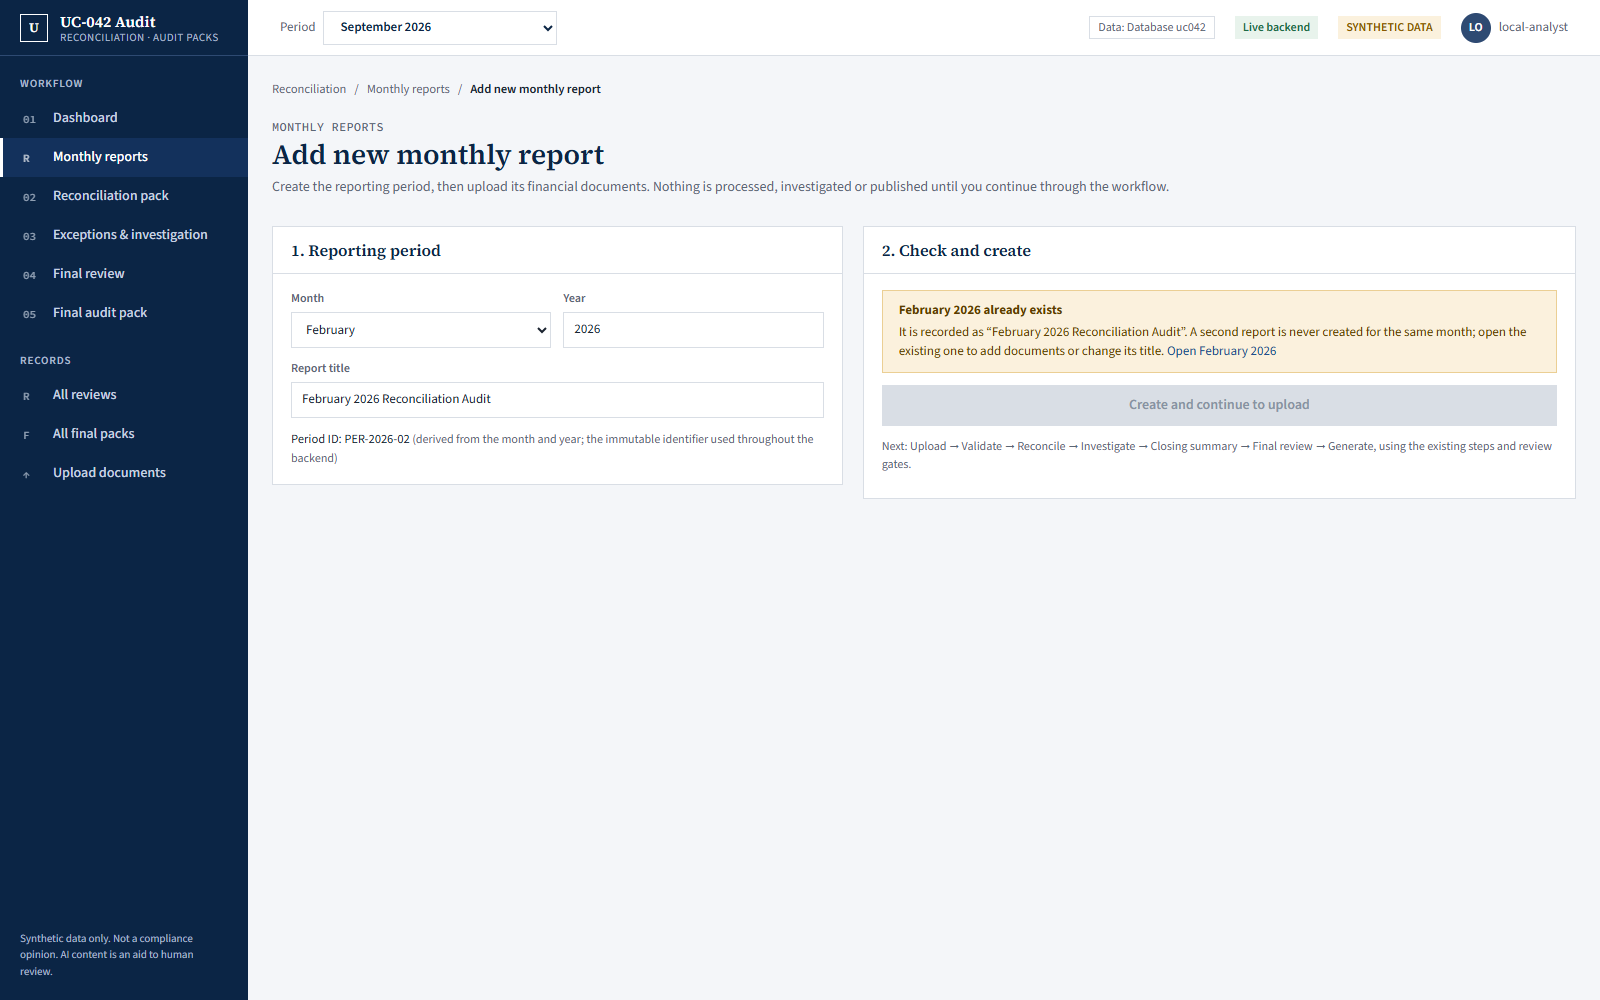 U
UC-042 Audit
RECONCILIATION · AUDIT PACKS
Period
September 2026
Data: Database uc042
Live backend
SYNTHETIC DATA
LO
local-analyst
WORKFLOW
01 Dashboard
R Monthly reports
02 Reconciliation pack
03 Exceptions & investigation
04 Final review
05 Final audit pack
RECORDS
R All reviews
F All final packs
↑ Upload documents
Synthetic data only. Not a compliance
opinion. AI content is an aid to human
review.
Reconciliation / Monthly reports / Add new monthly report
MONTHLY REPORTS
Add new monthly report
Create the reporting period, then upload its financial documents. Nothing is processed, investigated or published until you continue through the workflow.
1. Reporting period
Month
Year
February
2026
Report title
February 2026 Reconciliation Audit
Period ID: PER-2026-02 (derived from the month and year; the immutable identifier used throughout the
backend)
2. Check and create
February 2026 already exists
It is recorded as “February 2026 Reconciliation Audit”. A second report is never created for the same month; open the
existing one to add documents or change its title. Open February 2026
Create and continue to upload
Next: Upload → Validate → Reconcile → Investigate → Closing summary → Final review → Generate, using the existing steps and review
gates.